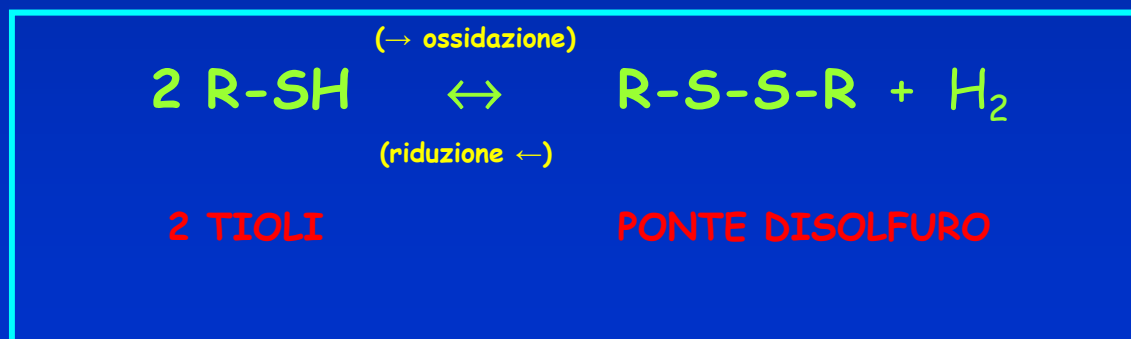 (→ ossidazione)
2 R-SH ↔ R-S-S-R + H₂
(riduzione ←)
2 TIOLI PONTE DISOLFURO